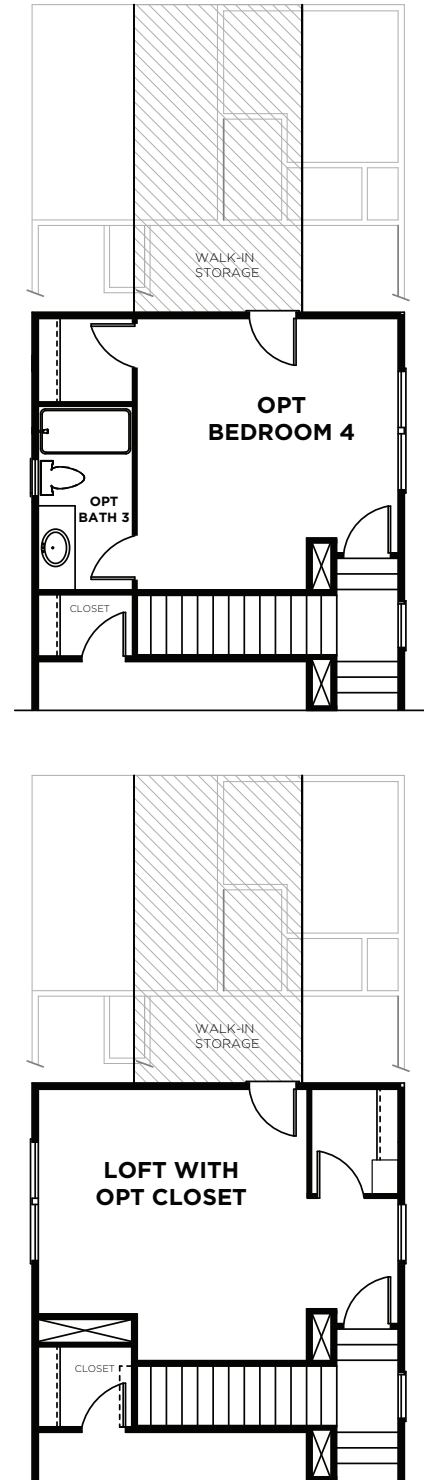 WALK-IN
STORAGE
OPT
BEDROOM 4
OPT
BATH 3
CLOSET
WALK-IN
STORAGE
LOFT WITH
OPT CLOSET
CLOSET